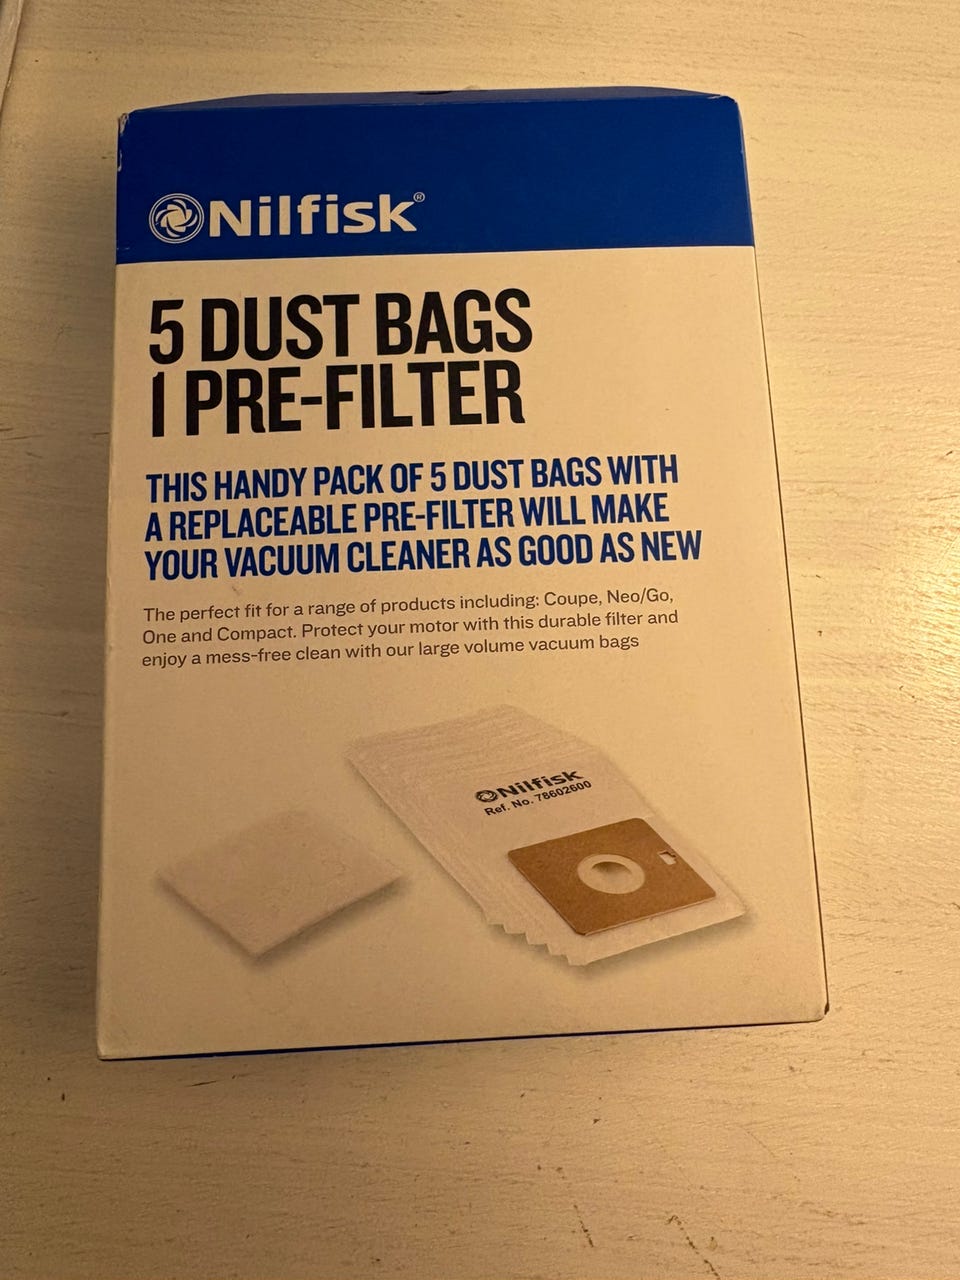 Nilfisk®
5 DUST BAGS
1 PRE-FILTER
THIS HANDY PACK OF 5 DUST BAGS WITH
A REPLACEABLE PRE-FILTER WILL MAKE
YOUR VACUUM CLEANER AS GOOD AS NEW
The perfect fit for a range of products including: Coupe, Neo/Go,
One and Compact. Protect your motor with this durable filter and
enjoy a mess-free clean with our large volume vacuum bags
Nilfisk
Ref. No. 78602600